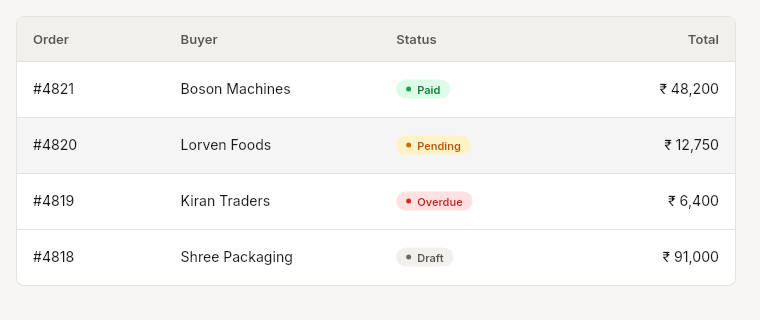 Order Buyer Status Total
#4821 Boson Machines Paid ₹ 48,200
#4820 Lorven Foods Pending ₹ 12,750
#4819 Kiran Traders Overdue ₹ 6,400
#4818 Shree Packaging Draft ₹ 91,000